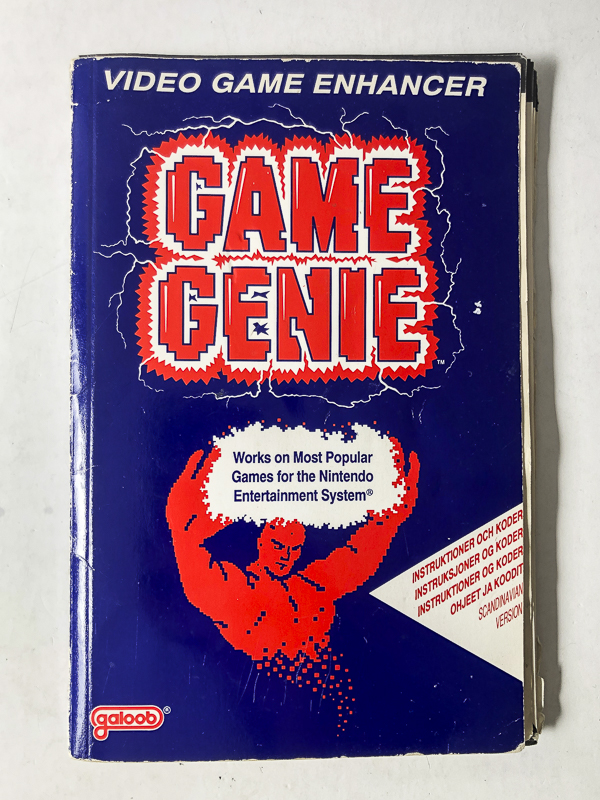 VIDEO GAME ENHANCER
GAME
GENIE
TM
Works on Most Popular
Games for the Nintendo
Entertainment System®
INSTRUKTIONER OCH KODER
INSTRUKSJONER OG KODER
INSTRUKTIONER OG KODER
OHJEET JA KOODIT
SCANDINAVIAN
VERSION
galoob®